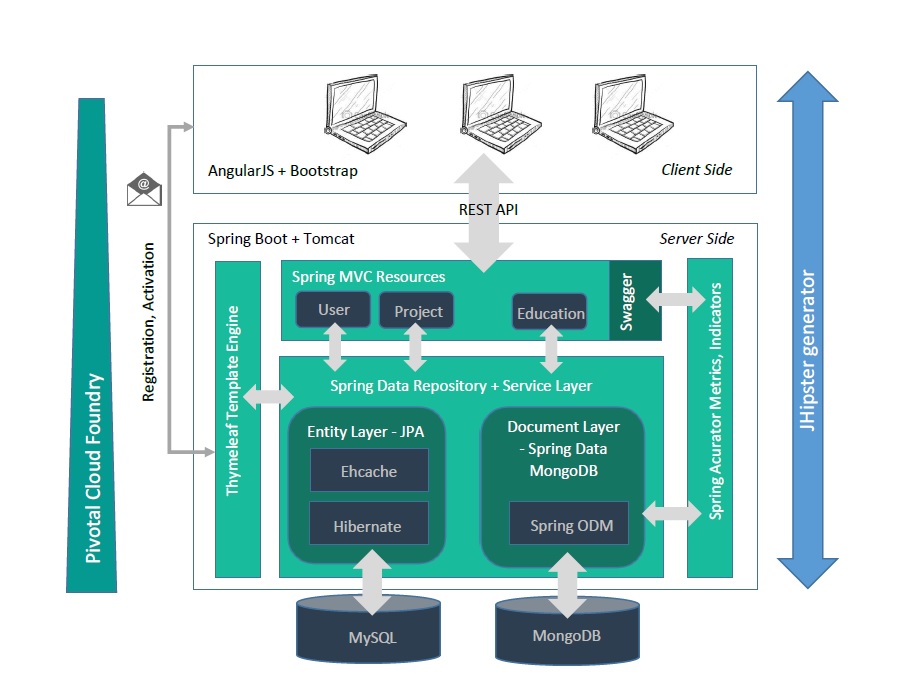 AngularJS + Bootstrap
Client Side
REST API
@
Registration, Activation
Pivotal Cloud Foundry
JHipster generator
Spring Boot + Tomcat
Server Side
Thymeleaf Template Engine
Spring MVC Resources
User
Project
Education
Swagger
Spring Acurator Metrics, Indicators
Spring Data Repository + Service Layer
Entity Layer - JPA
Ehcache
Hibernate
Document Layer
- Spring Data
MongoDB
Spring ODM
MySQL
MongoDB